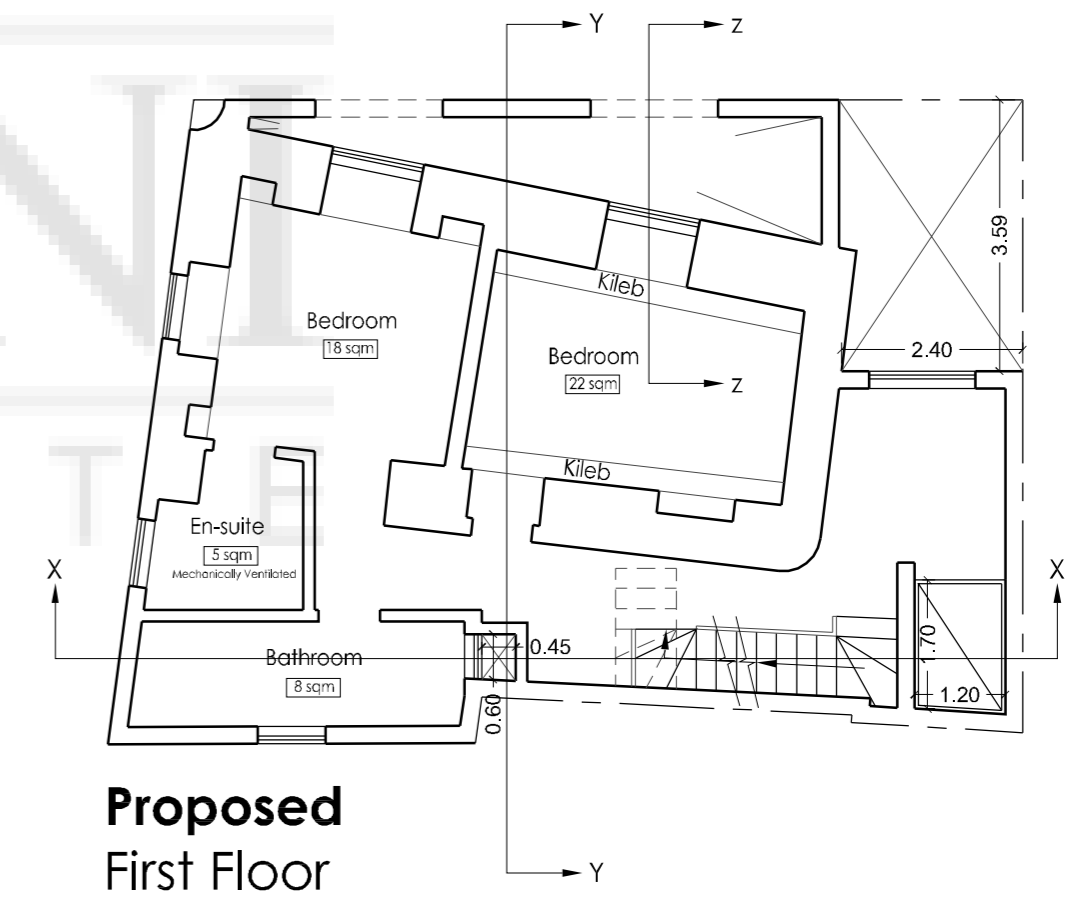 Y
z
Kileb
3.59
Bedroom
18 sqm
2.40
Bedroom
22 sqm
z
Kileb
En-suite
5 sqm
Mechanically Ventilated
X
X
1.70
0.45
Bathroom
8 sqm
1.20
0.60
Proposed
First Floor
Y
NI
T E